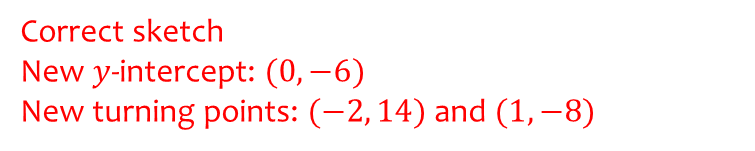 Correct sketch
New y-intercept: (0, −6)
New turning points: (−2, 14) and (1, −8)